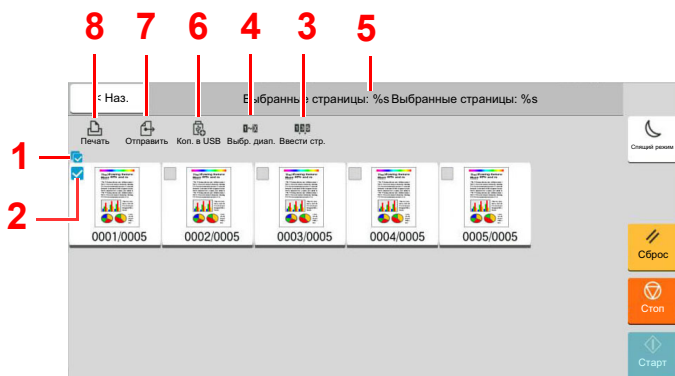 8 7 6 4 3 5
< Наз. Выбранные страницы: %s Выбранные страницы: %s
Печать Отправить Коп. в USB Выбр. диап. Ввести стр.
Спящий режим
1
2
0001/0005 0002/0005 0003/0005 0004/0005 0005/0005
Сброс
Стоп
Старт